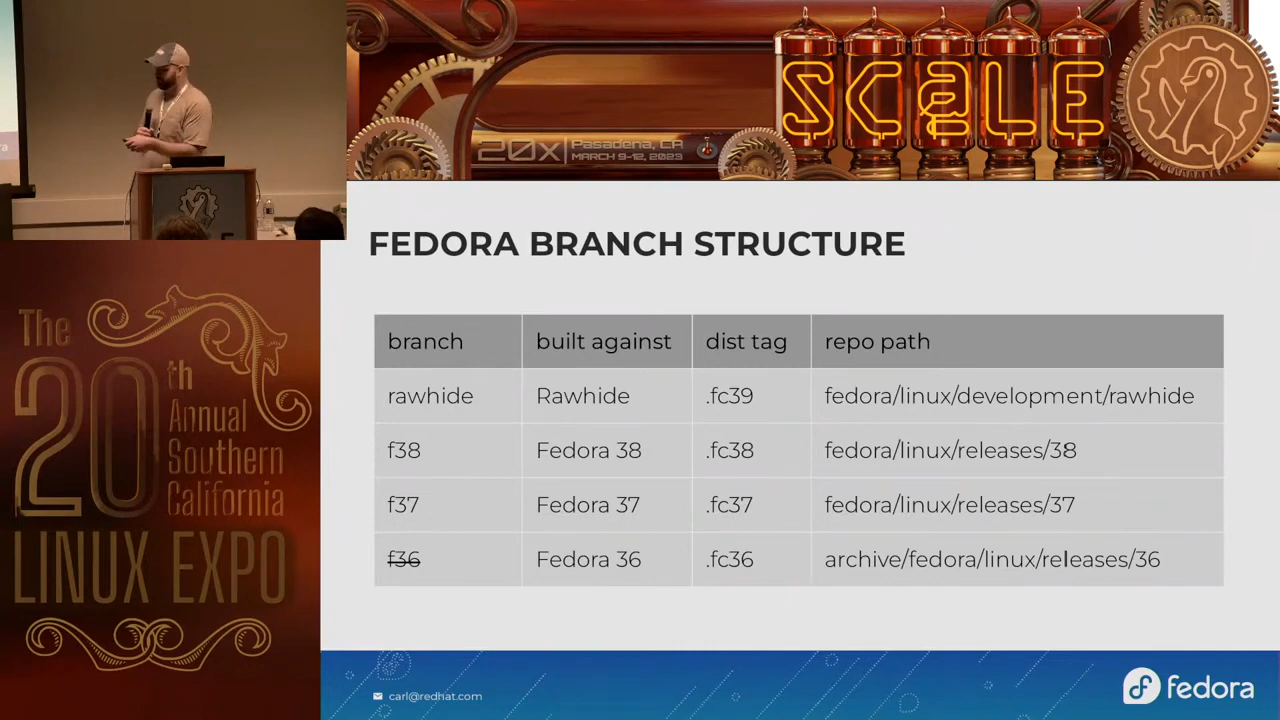 SC@LE
20x Pasadena, CA
MARCH 9-12, 2023
The
20th
Annual
Southern
California
LINUX EXPO
FEDORA BRANCH STRUCTURE
branch built against dist tag repo path
rawhide Rawhide .fc39 fedora/linux/development/rawhide
f38 Fedora 38 .fc38 fedora/linux/releases/38
f37 Fedora 37 .fc37 fedora/linux/releases/37
f36 Fedora 36 .fc36 archive/fedora/linux/releases/36
carl@redhat.com
fedora